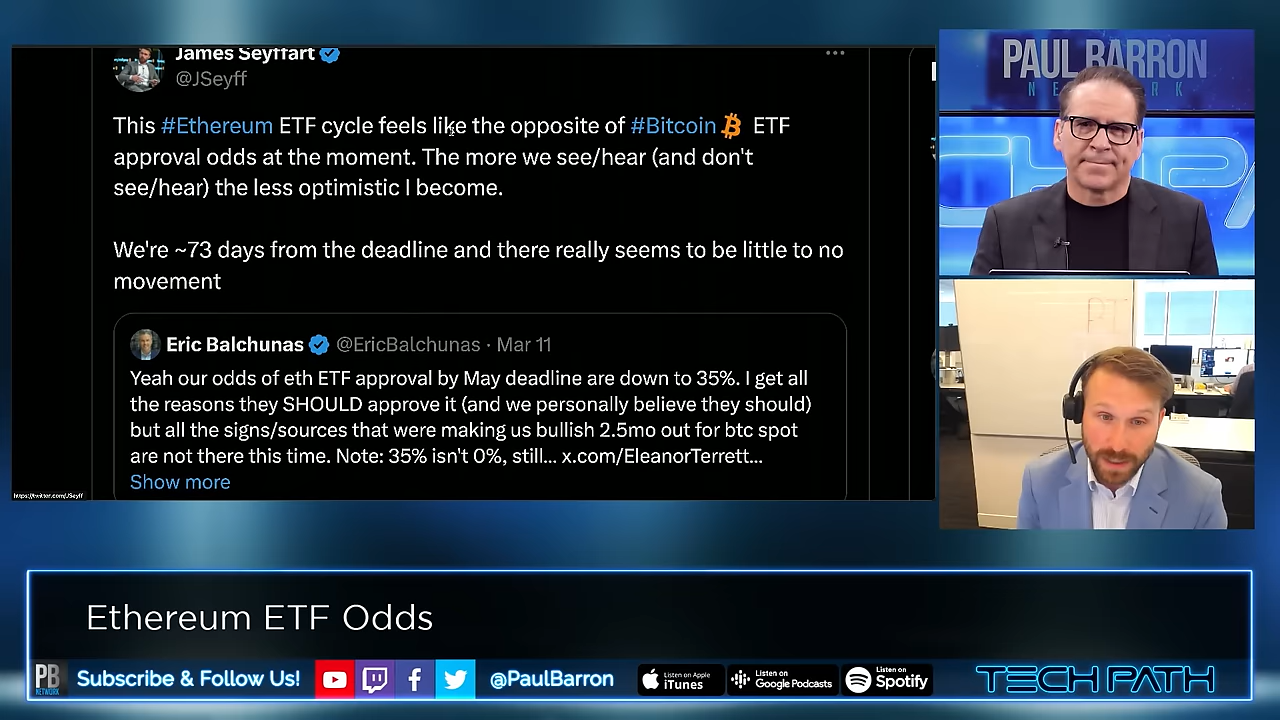 James Seyffart
@JSeyff
This #Ethereum ETF cycle feels like the opposite of #Bitcoin ETF
approval odds at the moment. The more we see/hear (and don't
see/hear) the less optimistic I become.
We're ~73 days from the deadline and there really seems to be little to no
movement
Eric Balchunas @EricBalchunas · Mar 11
Yeah our odds of eth ETF approval by May deadline are down to 35%. I get all
the reasons they SHOULD approve it (and we personally believe they should)
but all the signs/sources that were making us bullish 2.5mo out for btc spot
are not there this time. Note: 35% isn't 0%, still... x.com/EleanorTerrett...
Show more
https://twitter.com/JSeyff
PAUL BARRON
NETWORK
Ethereum ETF Odds
PB
NETWORK
Subscribe & Follow Us!
@PaulBarron
Listen on Apple
iTunes
Listen on
Google Podcasts
Listen on
Spotify
TECH PATH